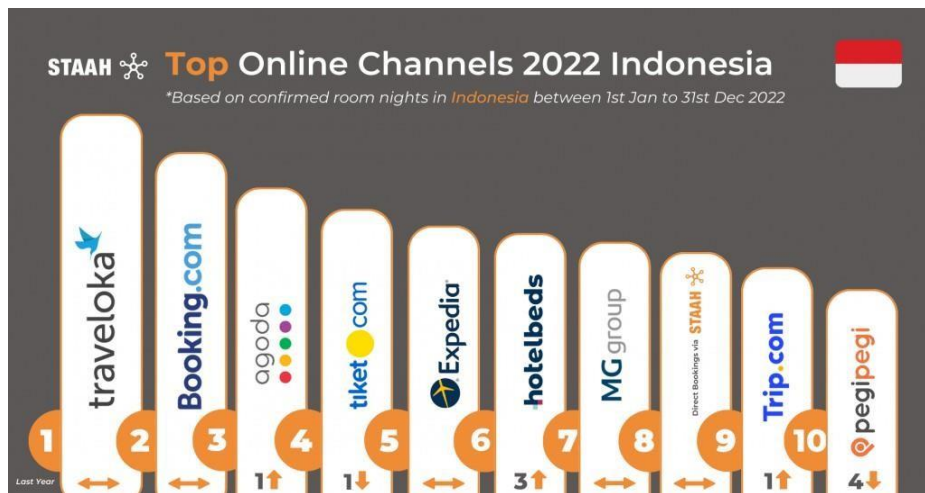 STAAH Top Online Channels 2022 Indonesia
*Based on confirmed room nights in Indonesia between 1st Jan to 31st Dec 2022
traveloka
Booking.com
agoda
tiket.com
Expedia
hotelbeds
MG group
Direct Bookings via STAAH
Trip.com
pegipegi
1 2 3 4 5 6 7 8 9 10
Last Year ↔ ↔ 1↑ 1↓ ↔ 3↑ ↔ ↔ 1↑ 4↓